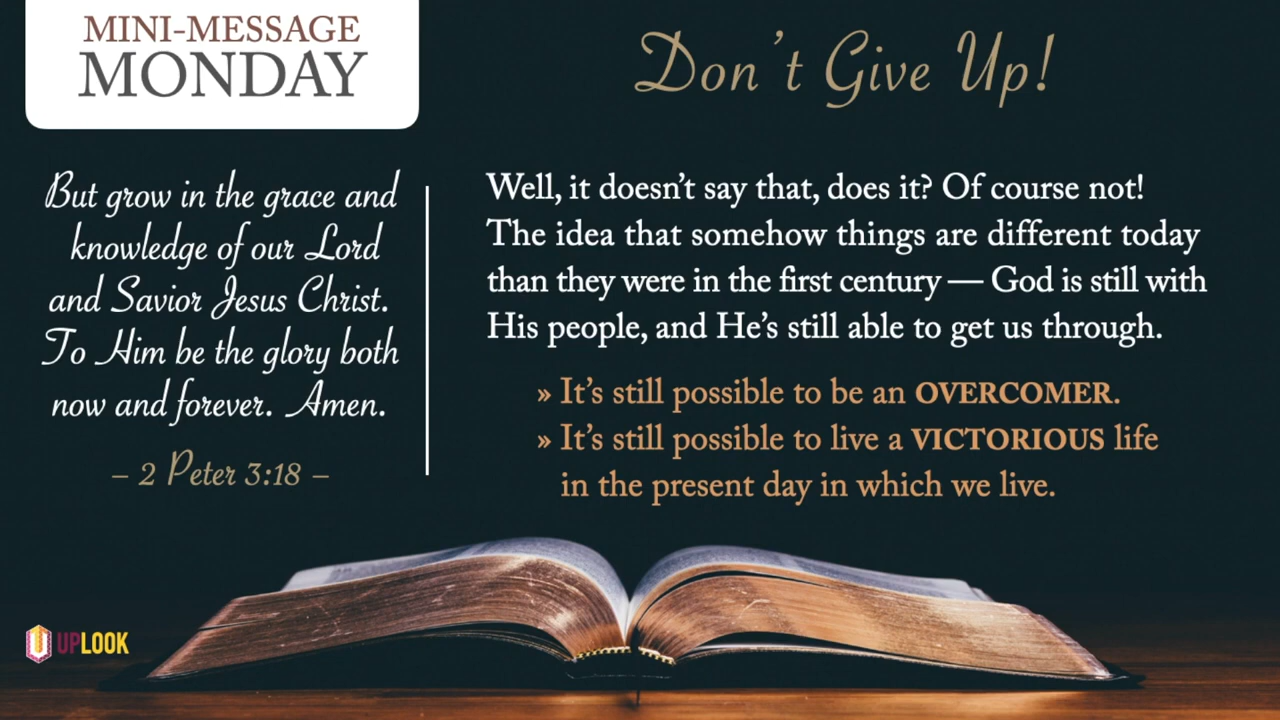 MINI-MESSAGE
MONDAY
Don't Give Up!
But grow in the grace and
knowledge of our Lord
and Savior Jesus Christ.
To Him be the glory both
now and forever. Amen.
– 2 Peter 3:18 –
Well, it doesn't say that, does it? Of course not!
The idea that somehow things are different today
than they were in the first century — God is still with
His people, and He's still able to get us through.
» It's still possible to be an OVERCOMER.
» It's still possible to live a VICTORIOUS life
in the present day in which we live.
UPLOOK